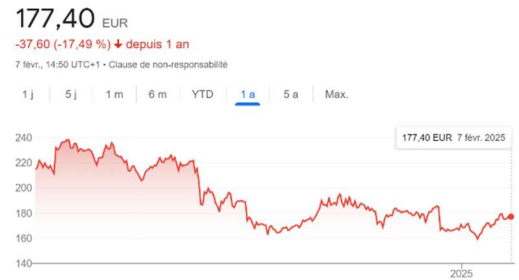 177,40 EUR
-37,60 (-17,49 %) ↓ depuis 1 an
7 févr., 14:50 UTC+1 • Clause de non-responsabilité
1 j 5 j 1 m 6 m YTD 1 a 5 a Max.
177,40 EUR 7 févr. 2025
240
220
200
180
160
140
2025